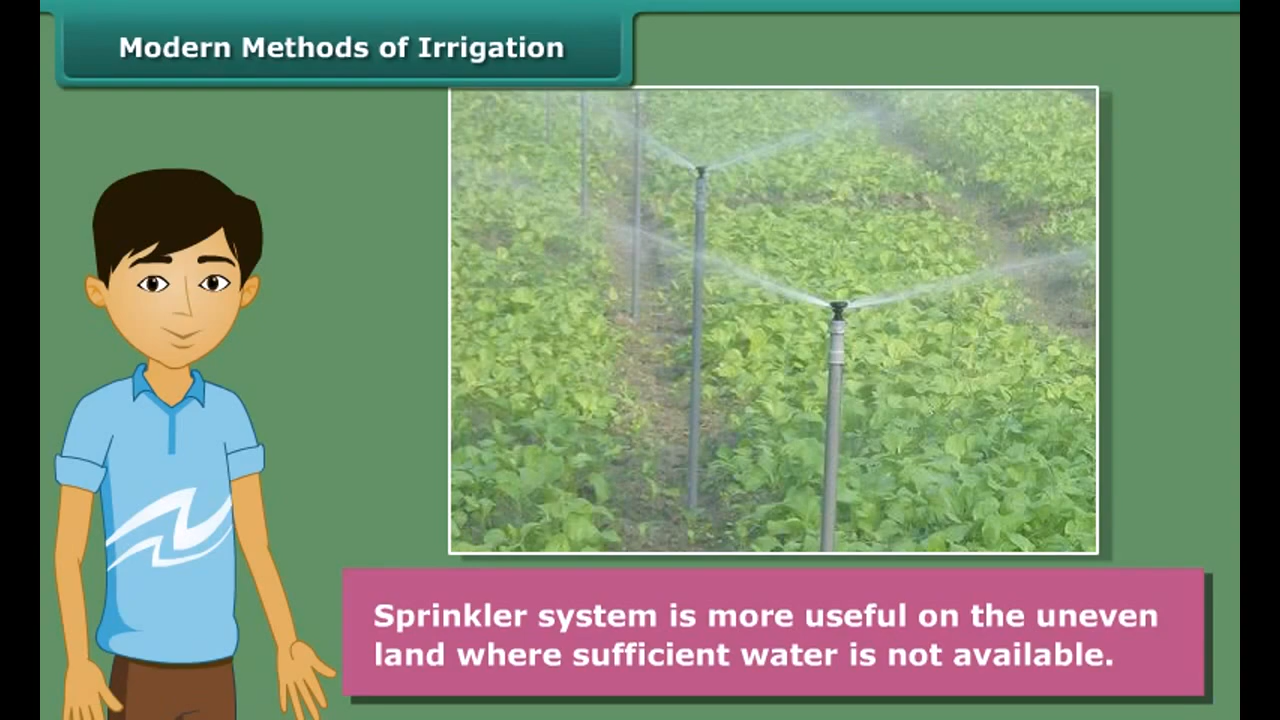 Modern Methods of Irrigation
Sprinkler system is more useful on the uneven
land where sufficient water is not available.